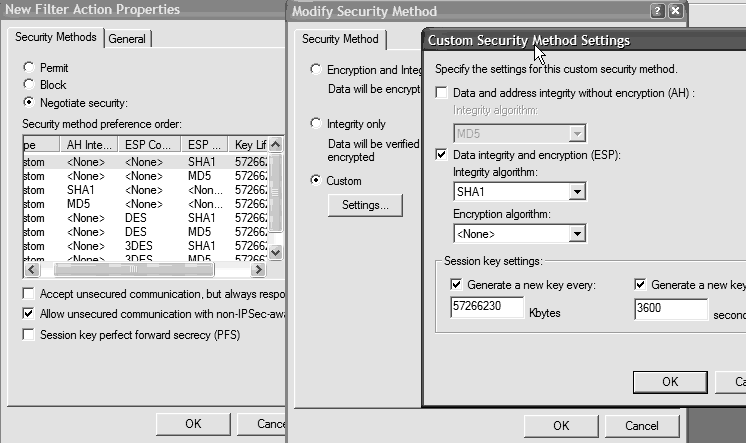 New Filter Action Properties
Security Methods
General
Permit
Block
Negotiate security:
Security method preference order:
pe AH Inte... ESP Co... ESP ... Key Lif
stom <None> <None> SHA1 57266
stom <None> <None> MD5 57266
stom SHA1 <None> <Non... 57266
stom MD5 <None> <Non... 57266
stom <None> DES SHA1 57266
stom <None> DES MD5 57266
stom <None> 3DES SHA1 57266
stom <None> 3DES MD5 57266
Accept unsecured communication, but always respo
Allow unsecured communication with non-IPSec-awa
Session key perfect forward secrecy (PFS)
OK
Cance
Modify Security Method
Security Method
Encryption and Integ
Data will be encrypt
Integrity only
Data will be verified
encrypted
Custom
Settings...
OK
Cancel
Custom Security Method Settings
Specify the settings for this custom security method.
Data and address integrity without encryption (AH) :
Integrity algorithm:
MD5
Data integrity and encryption (ESP):
Integrity algorithm:
SHA1
Encryption algorithm:
<None>
Session key settings:
Generate a new key every:
57266230 Kbytes
Generate a new key
3600 second
OK
Ca